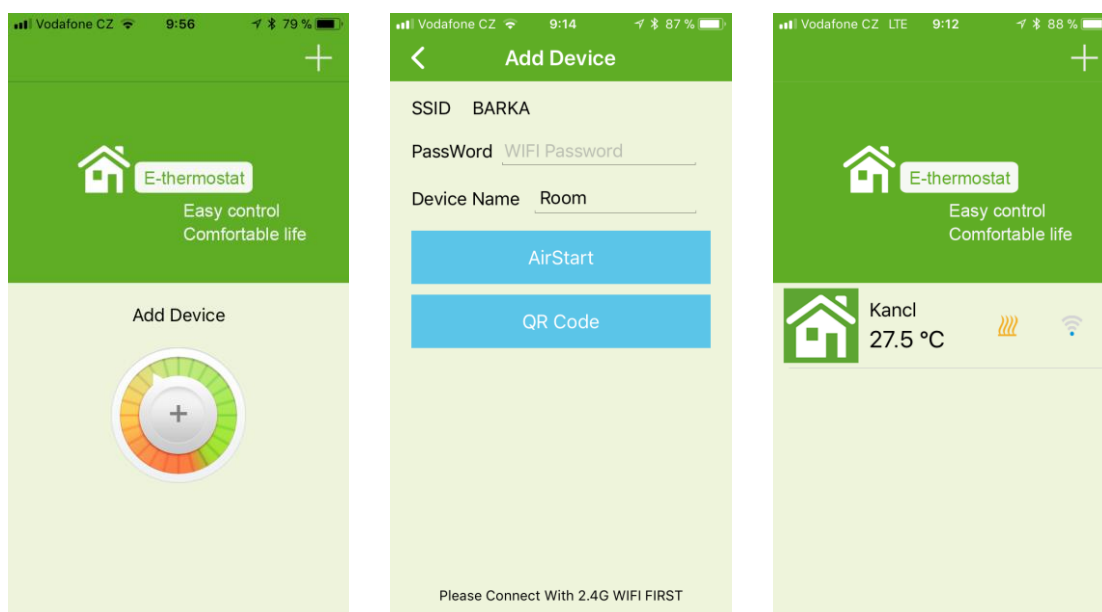 Vodafone CZ 9:56 79 %
E-thermostat
Easy control
Comfortable life
Add Device
+
Vodafone CZ 9:14 87 %
Add Device
SSID BARKA
PassWord WIFI Password
Device Name Room
AirStart
QR Code
Please Connect With 2.4G WIFI FIRST
Vodafone CZ LTE 9:12 88 %
E-thermostat
Easy control
Comfortable life
Kancl
27.5 °C